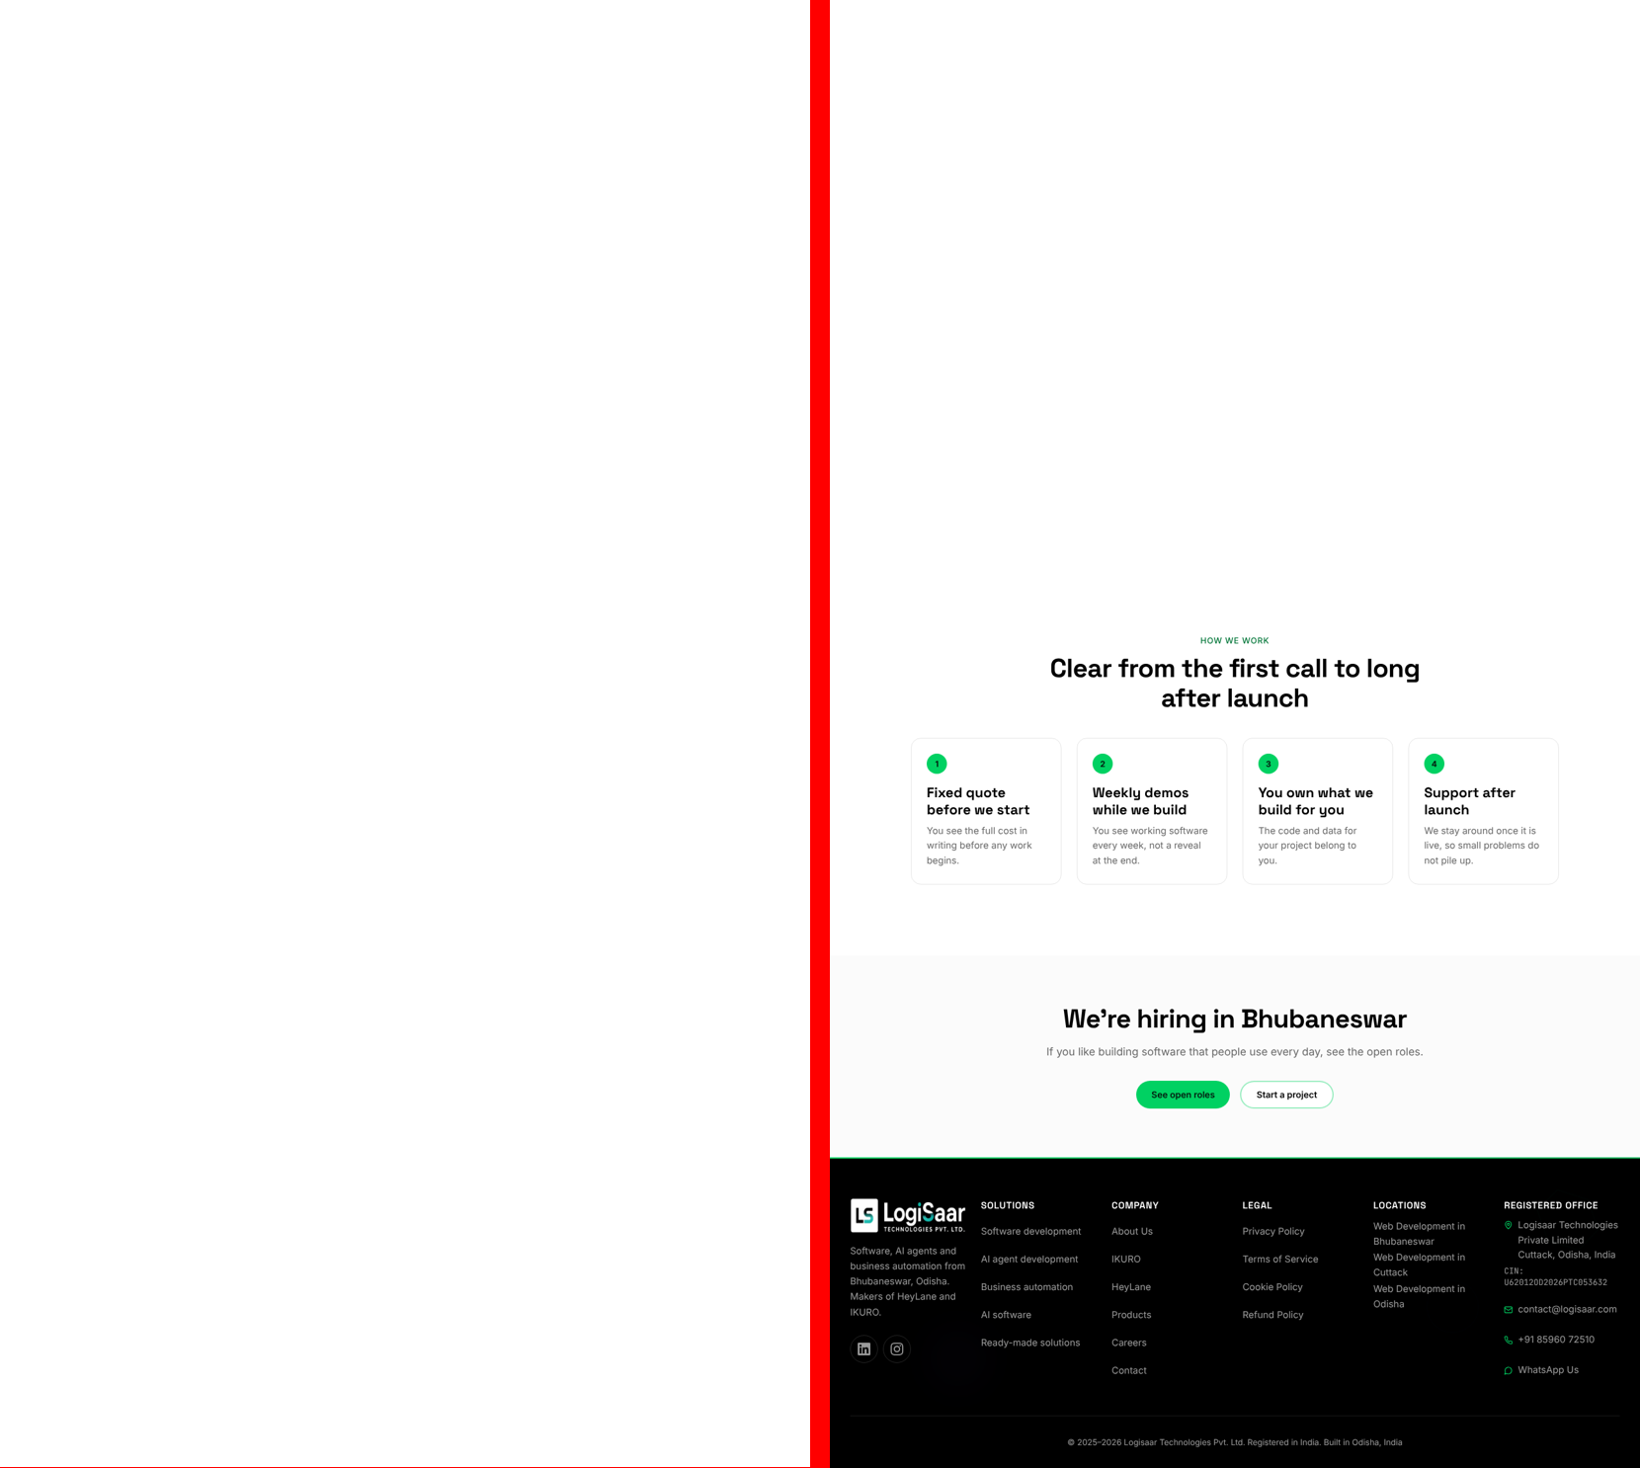 HOW WE WORK
Clear from the first call to long
after launch
1
Fixed quote
before we start
You see the full cost in
writing before any work
begins.
2
Weekly demos
while we build
You see working software
every week, not a reveal
at the end.
3
You own what we
build for you
The code and data for
your project belong to
you.
4
Support after
launch
We stay around once it is
live, so small problems do
not pile up.
We're hiring in Bhubaneswar
If you like building software that people use every day, see the open roles.
See open roles
Start a project
LS LogiSaar
TECHNOLOGIES PVT. LTD.
Software, AI agents and
business automation from
Bhubaneswar, Odisha.
Makers of HeyLane and
IKURO.
SOLUTIONS
Software development
AI agent development
Business automation
AI software
Ready-made solutions
COMPANY
About Us
IKURO
HeyLane
Products
Careers
Contact
LEGAL
Privacy Policy
Terms of Service
Cookie Policy
Refund Policy
LOCATIONS
Web Development in
Bhubaneswar
Web Development in
Cuttack
Web Development in
Odisha
REGISTERED OFFICE
Logisaar Technologies
Private Limited
Cuttack, Odisha, India
CIN:
U62012OD2026PTC053632
contact@logisaar.com
+91 85960 72510
WhatsApp Us
© 2025–2026 Logisaar Technologies Pvt. Ltd. Registered in India. Built in Odisha, India